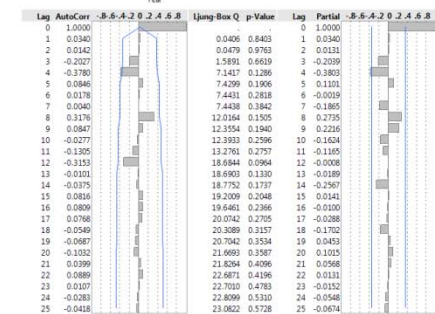 Lag AutoCorr -.8-.6-.4-.2 0 .2 .4 .6 .8 Ljung-Box Q p-Value Lag Partial -.8-.6-.4-.2 0 .2 .4 .6 .8
0 1.0000 . . 0 1.0000
1 0.0340 0.0406 0.8403 1 0.0340
2 0.0142 0.0479 0.9763 2 0.0131
3 -0.2027 1.5891 0.6619 3 -0.2039
4 -0.3780 7.1417 0.1286 4 -0.3803
5 0.0846 7.4299 0.1906 5 0.1101
6 0.0178 7.4431 0.2818 6 -0.0019
7 0.0040 7.4438 0.3842 7 -0.1865
8 0.3176 12.0164 0.1505 8 0.2735
9 0.0847 12.3554 0.1940 9 0.2216
10 -0.0277 12.3933 0.2596 10 -0.1624
11 -0.1305 13.2761 0.2757 11 -0.1165
12 -0.3153 18.6844 0.0964 12 -0.0008
13 -0.0101 18.6903 0.1330 13 -0.0189
14 -0.0375 18.7752 0.1737 14 -0.2567
15 0.0816 19.2009 0.2048 15 0.0141
16 0.0809 19.6461 0.2366 16 -0.0100
17 0.0768 20.0742 0.2705 17 -0.0288
18 -0.0549 20.3089 0.3157 18 -0.1702
19 -0.0687 20.7042 0.3534 19 0.0453
20 -0.1032 21.6693 0.3587 20 0.1015
21 0.0399 21.8264 0.4096 21 0.0568
22 0.0889 22.6871 0.4196 22 0.0131
23 0.0107 22.7010 0.4783 23 -0.0152
24 -0.0283 22.8099 0.5310 24 -0.0548
25 -0.0418 23.0822 0.5728 25 -0.0674